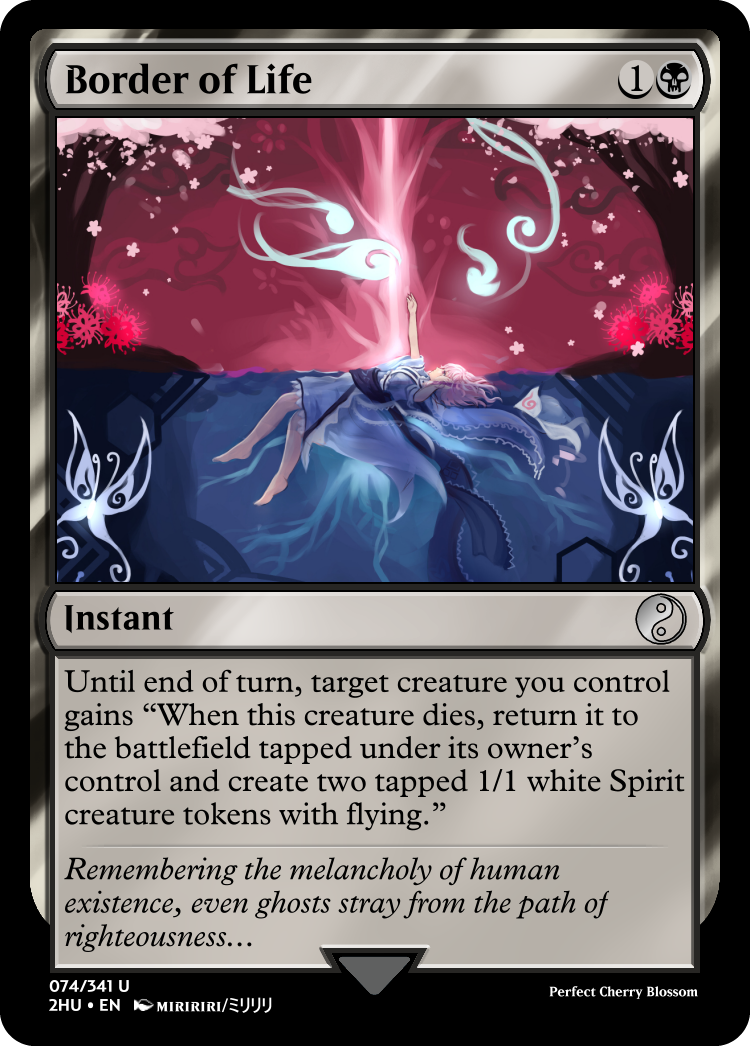 Border of Life
1
Instant
Until end of turn, target creature you control
gains “When this creature dies, return it to
the battlefield tapped under its owner’s
control and create two tapped 1/1 white Spirit
creature tokens with flying.”
Remembering the melancholy of human
existence, even ghosts stray from the path of
righteousness…
074/341 U
2HU • EN MIRIRIRI/ミリリリ
Perfect Cherry Blossom